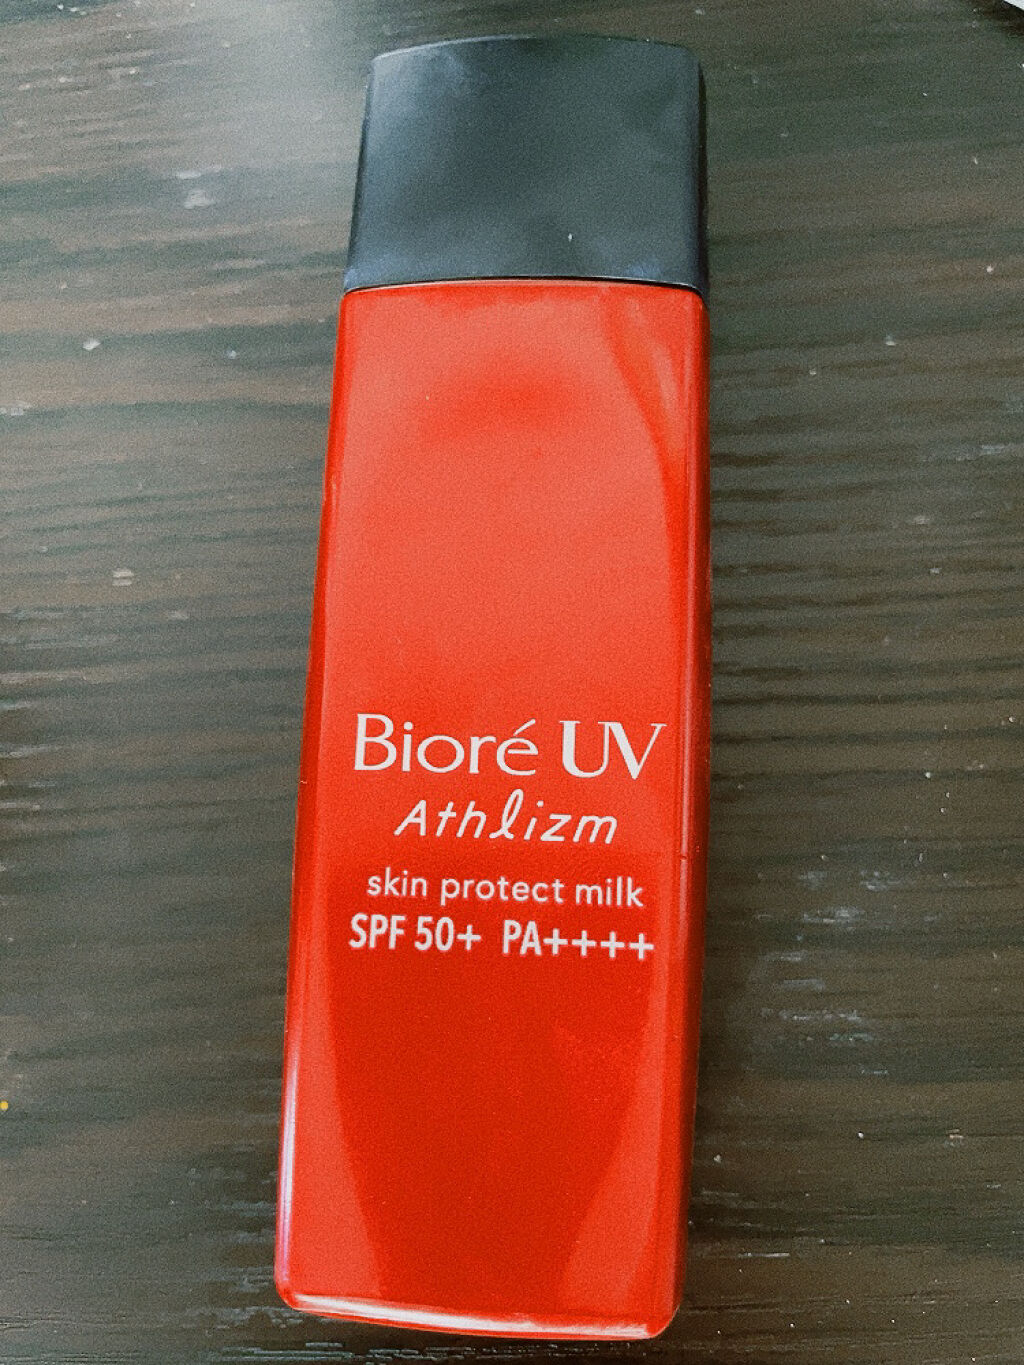 Bioré UV
Athlizm
skin protect milk
SPF 50+ PA++++